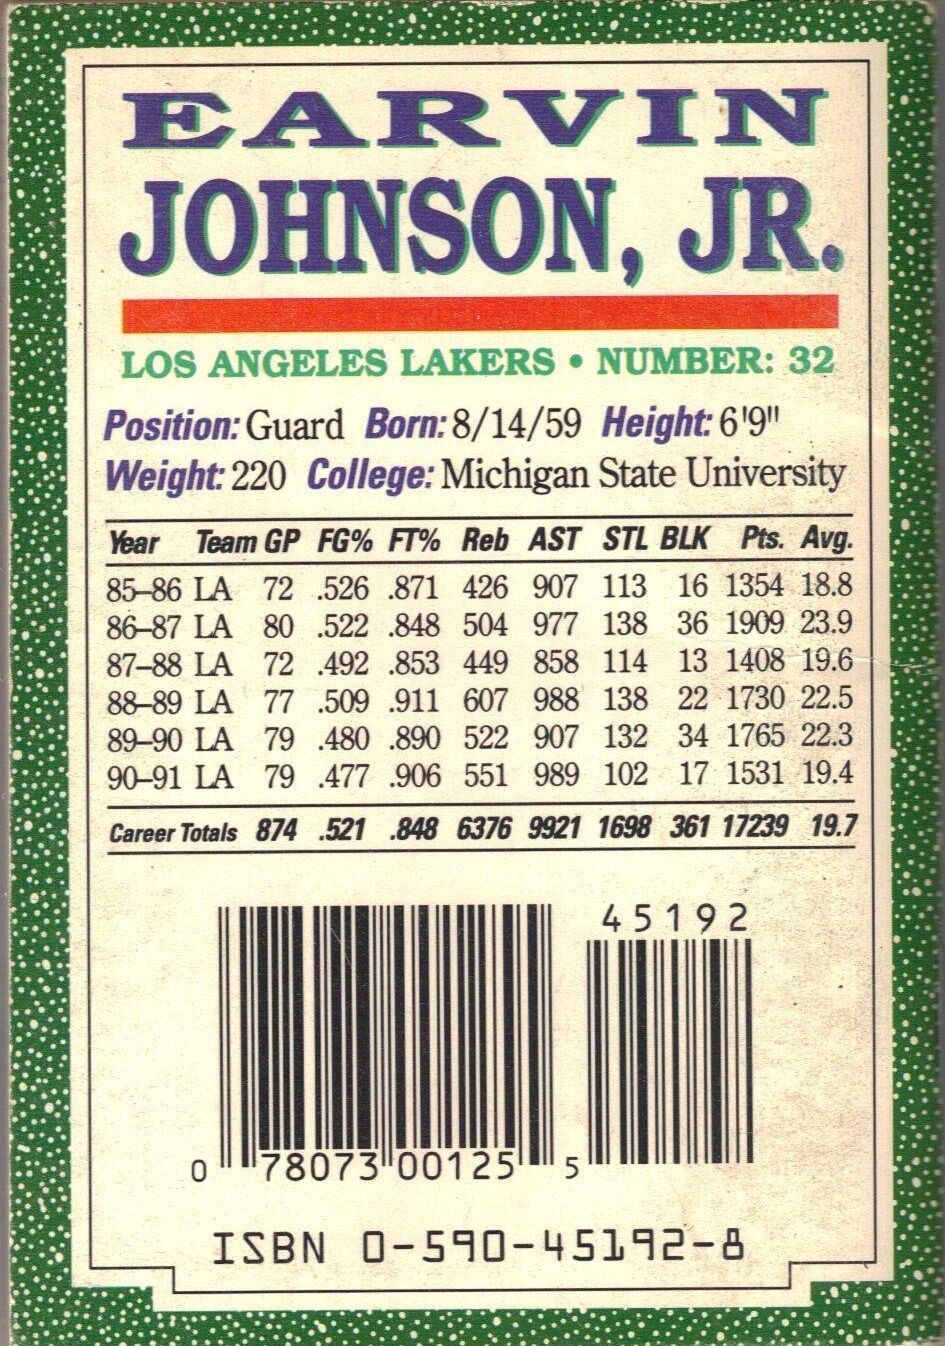 EARVIN
JOHNSON, JR.
LOS ANGELES LAKERS • NUMBER: 32
Position: Guard Born: 8/14/59 Height: 6'9"
Weight: 220 College: Michigan State University
Year Team GP FG% FT% Reb AST STL BLK Pts. Avg.
85–86 LA 72 .526 .871 426 907 113 16 1354 18.8
86–87 LA 80 .522 .848 504 977 138 36 1909 23.9
87–88 LA 72 .492 .853 449 858 114 13 1408 19.6
88–89 LA 77 .509 .911 607 988 138 22 1730 22.5
89–90 LA 79 .480 .890 522 907 132 34 1765 22.3
90–91 LA 79 .477 .906 551 989 102 17 1531 19.4
Career Totals 874 .521 .848 6376 9921 1698 361 17239 19.7
45192
0 78073 00125 5
ISBN 0-590-45192-8